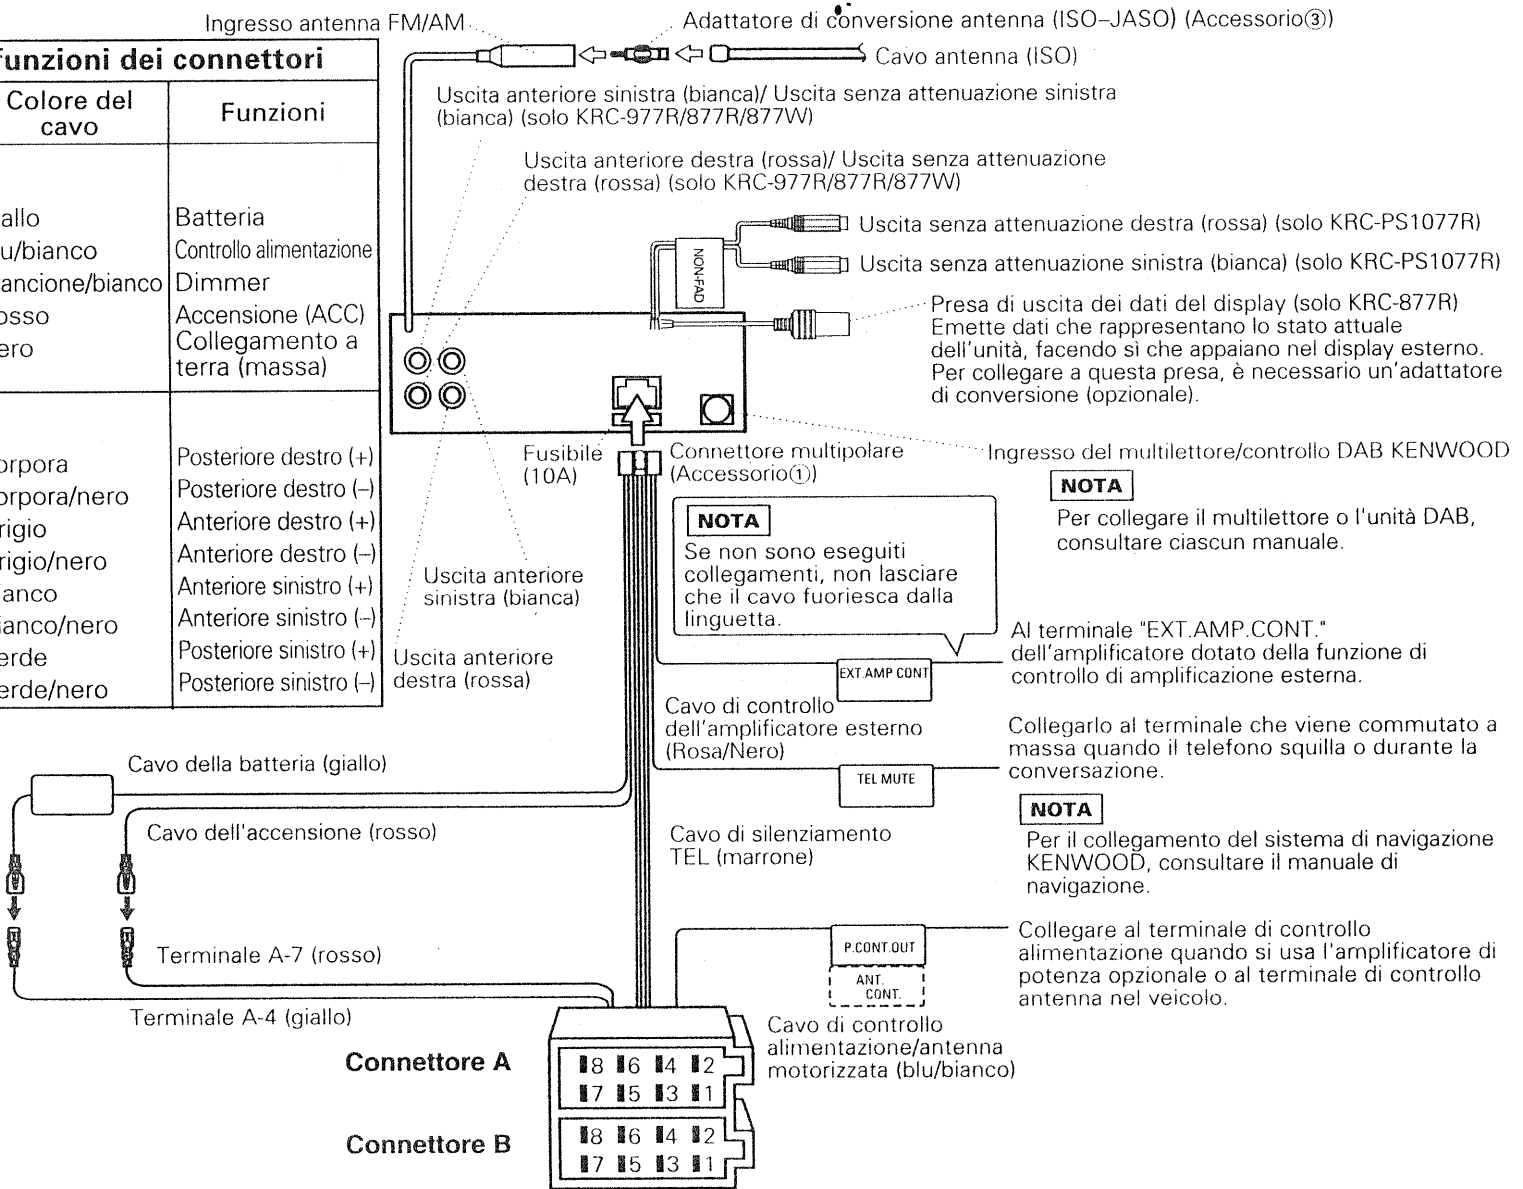 Ingresso antenna FM/AM
Adattatore di conversione antenna (ISO–JASO) (Accessorio③)
Cavo antenna (ISO)
funzioni dei connettori
Colore del
cavo
Funzioni
allo
Batteria
u/bianco
Controllo alimentazione
rancione/bianco
Dimmer
osso
Accensione (ACC)
ero
Collegamento a
terra (massa)
orpora
Posteriore destro (+)
orpora/nero
Posteriore destro (–)
rigio
Anteriore destro (+)
rigio/nero
Anteriore destro (–)
ianco
Anteriore sinistro (+)
ianco/nero
Anteriore sinistro (–)
erde
Posteriore sinistro (+)
erde/nero
Posteriore sinistro (–)
Uscita anteriore sinistra (bianca)/ Uscita senza attenuazione sinistra
(bianca) (solo KRC-977R/877R/877W)
Uscita anteriore destra (rossa)/ Uscita senza attenuazione
destra (rossa) (solo KRC-977R/877R/877W)
NON-FAD
Uscita senza attenuazione destra (rossa) (solo KRC-PS1077R)
Uscita senza attenuazione sinistra (bianca) (solo KRC-PS1077R)
Presa di uscita dei dati del display (solo KRC-877R)
Emette dati che rappresentano lo stato attuale
dell'unità, facendo sì che appaiano nel display esterno.
Per collegare a questa presa, è necessario un'adattatore
di conversione (opzionale).
Fusibile
(10A)
Connettore multipolare
(Accessorio①)
Ingresso del multilettore/controllo DAB KENWOOD
NOTA
Per collegare il multilettore o l'unità DAB,
consultare ciascun manuale.
NOTA
Se non sono eseguiti
collegamenti, non lasciare
che il cavo fuoriesca dalla
linguetta.
Uscita anteriore
sinistra (bianca)
Uscita anteriore
destra (rossa)
EXT.AMP CONT
Al terminale "EXT.AMP.CONT."
dell'amplificatore dotato della funzione di
controllo di amplificazione esterna.
Cavo di controllo
dell'amplificatore esterno
(Rosa/Nero)
TEL MUTE
Collegarlo al terminale che viene commutato a
massa quando il telefono squilla o durante la
conversazione.
NOTA
Per il collegamento del sistema di navigazione
KENWOOD, consultare il manuale di
navigazione.
Cavo di silenziamento
TEL (marrone)
Cavo della batteria (giallo)
Cavo dell'accensione (rosso)
Terminale A-7 (rosso)
Terminale A-4 (giallo)
P.CONT.OUT
ANT.
CONT.
Collegare al terminale di controllo
alimentazione quando si usa l'amplificatore di
potenza opzionale o al terminale di controllo
antenna nel veicolo.
Cavo di controllo
alimentazione/antenna
motorizzata (blu/bianco)
Connettore A
8 6 4 2
7 5 3 1
Connettore B
8 6 4 2
7 5 3 1